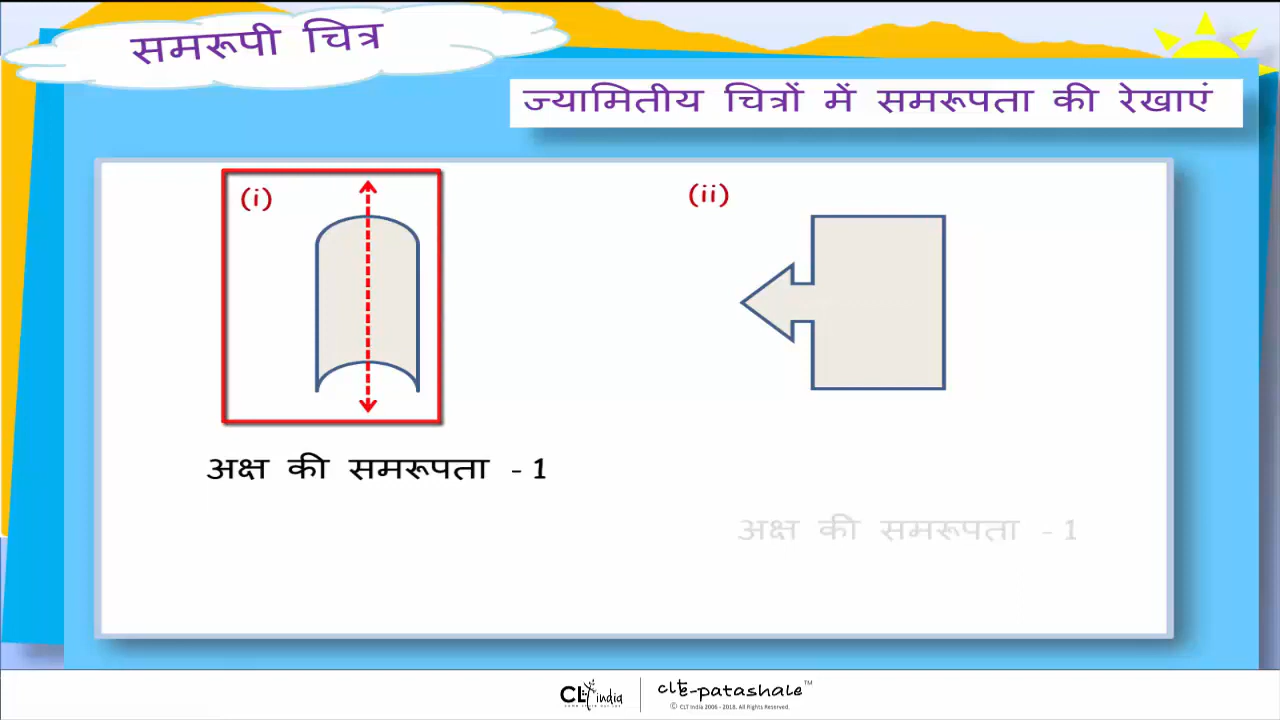 समरूपी चित्र
ज्यामितीय चित्रों में समरूपता की रेखाएं
(i)
(ii)
अक्ष की समरूपता - 1
अक्ष की समरूपता - 1
CLT india
clte-patashale™
© CLT India 2006 - 2018. All Rights Reserved.